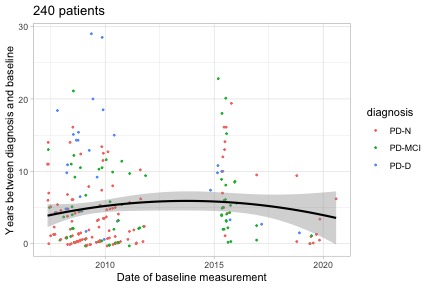 240 patients
Years between diagnosis and baseline
30
20
10
0
2010
2015
2020
Date of baseline measurement
diagnosis
PD-N
PD-MCI
PD-D